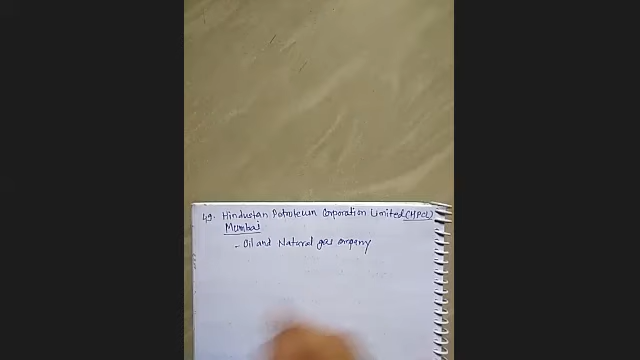 49. Hindustan Petroleum Corporation Limited (HPCL)
Mumbai
- Oil and Natural gas company